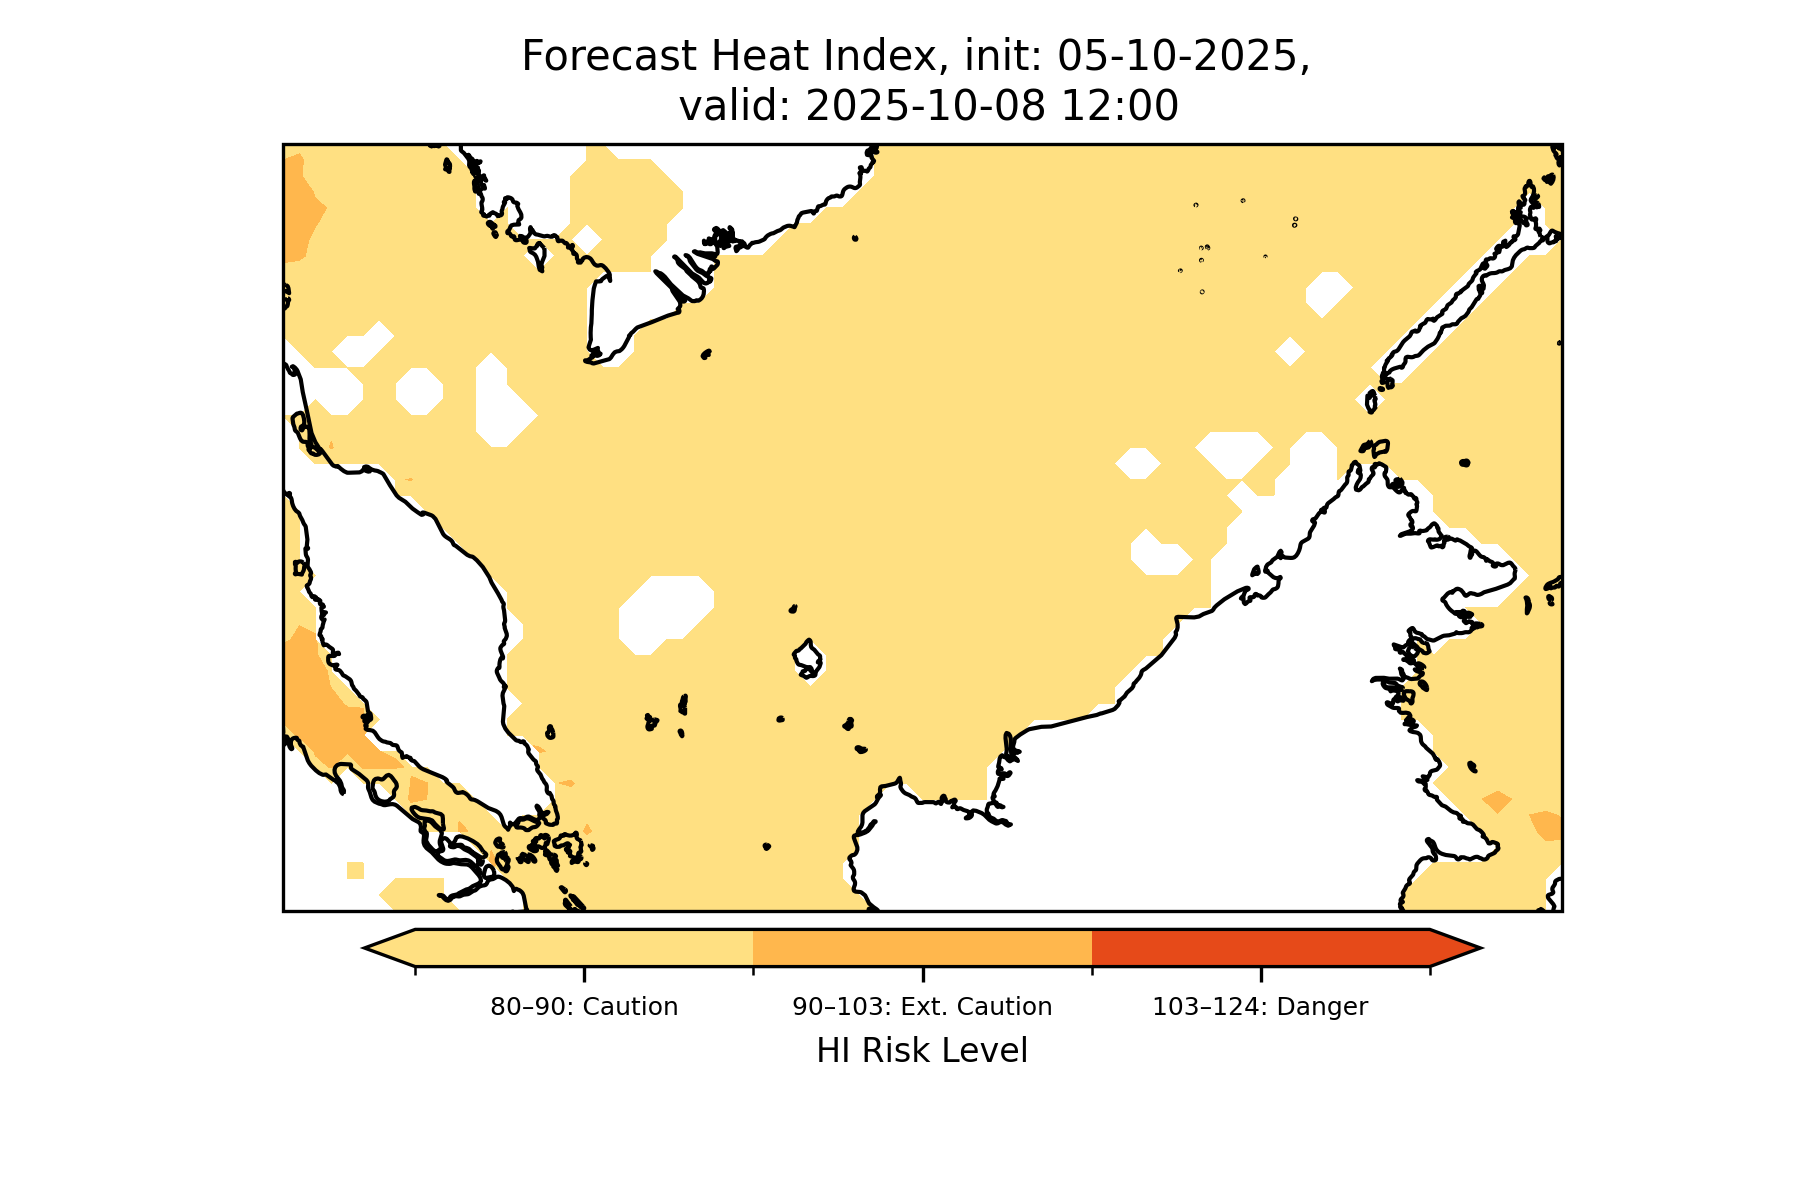 Forecast Heat Index, init: 05-10-2025,
valid: 2025-10-08 12:00
80–90: Caution
90–103: Ext. Caution
103–124: Danger
HI Risk Level